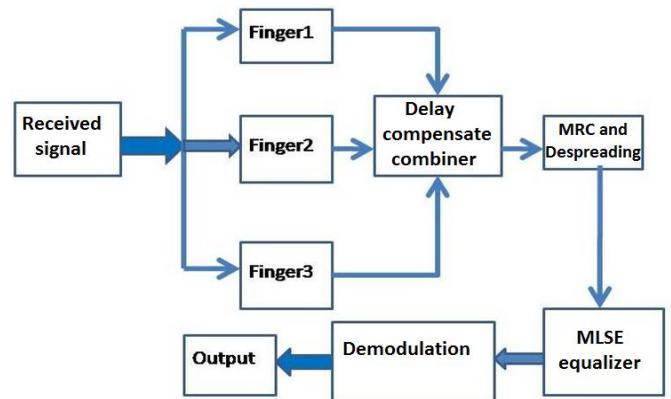 Finger1
Received
signal
Finger2
Delay
compensate
combiner
MRC and
Despreading
Finger3
MLSE
equalizer
Demodulation
Output